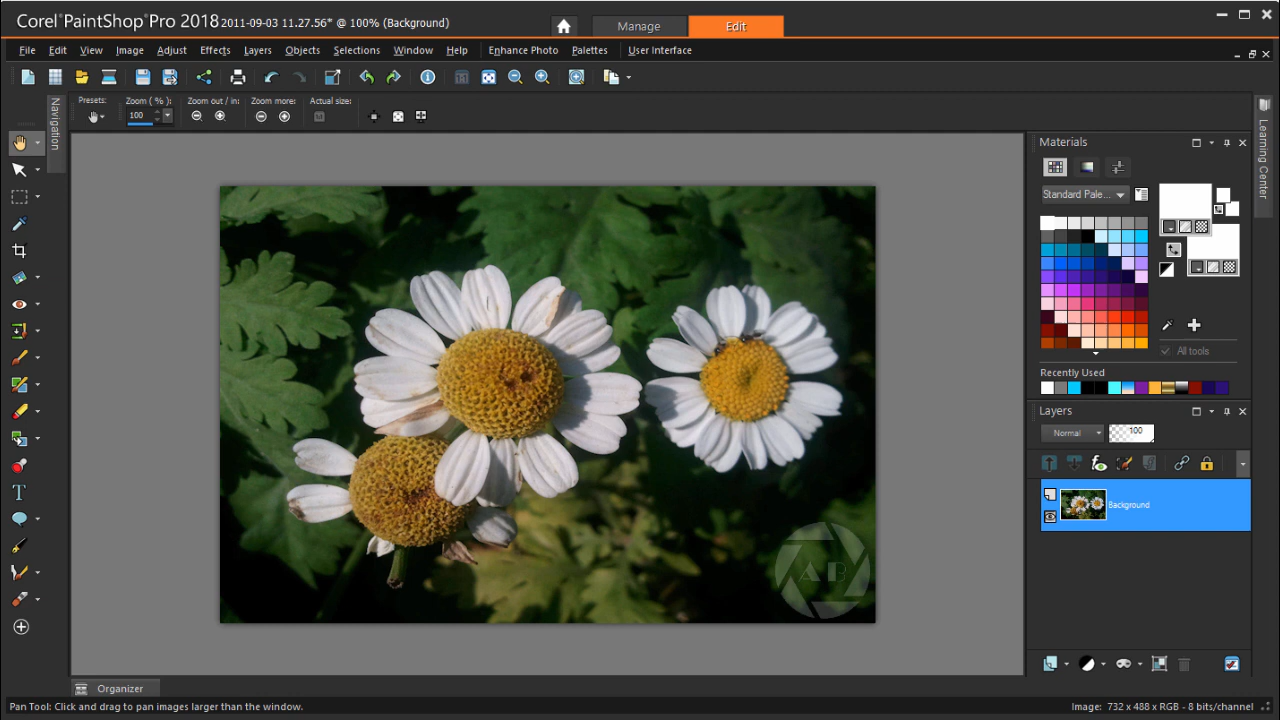 Corel®PaintShop®Pro 2018 2011-09-03 11.27.56* @ 100% (Background)
Manage
Edit
File Edit View Image Adjust Effects Layers Objects Selections Window Help Enhance Photo Palettes User Interface
Presets: Zoom ( % ): Zoom out / in: Zoom more: Actual size:
100
Navigation
Learning Center
Materials
Standard Pale...
All tools
Recently Used
Layers
Normal 100
Background
AB
Organizer
Pan Tool: Click and drag to pan images larger than the window.
Image: 732 x 488 x RGB - 8 bits/channel